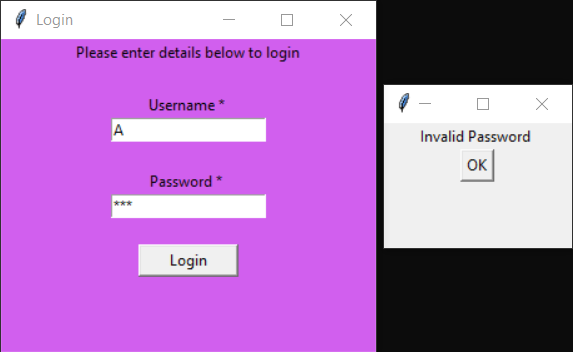 Login
Please enter details below to login
Username *
A
Password *
***
Login
Invalid Password
OK